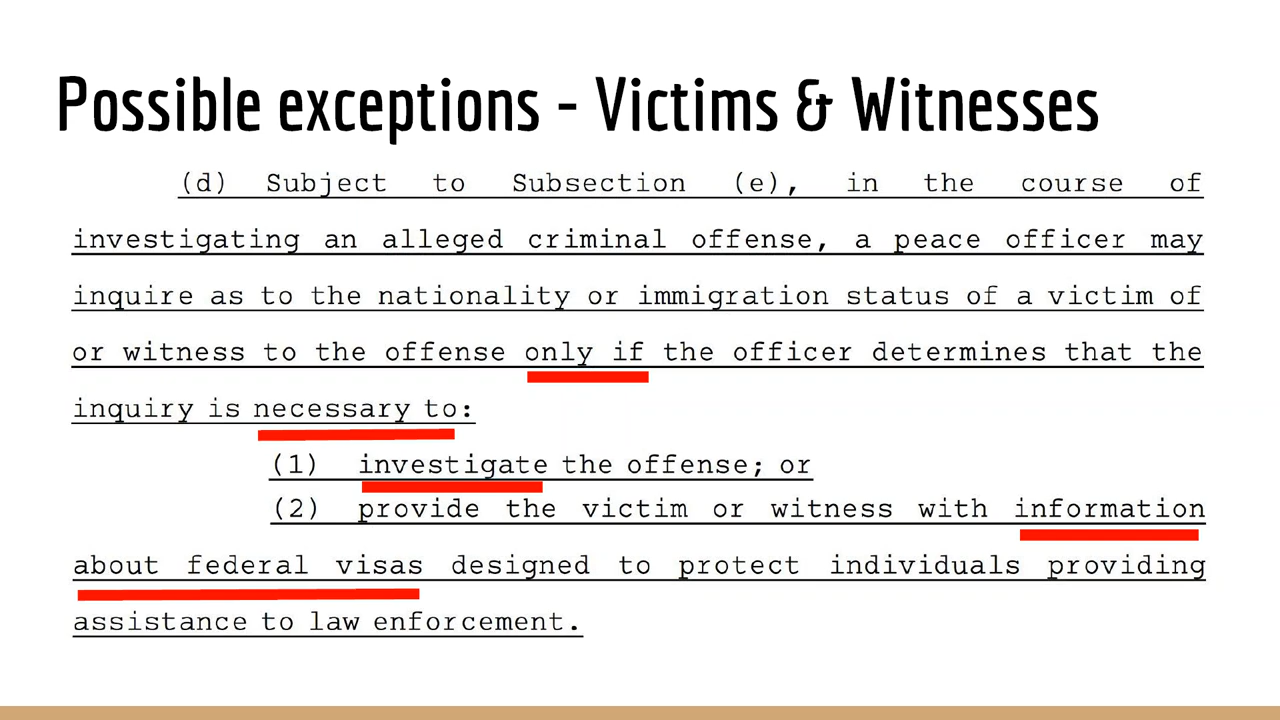 Possible exceptions - Victims & Witnesses
(d) Subject to Subsection (e), in the course of
investigating an alleged criminal offense, a peace officer may
inquire as to the nationality or immigration status of a victim of
or witness to the offense only if the officer determines that the
inquiry is necessary to:
(1) investigate the offense; or
(2) provide the victim or witness with information
about federal visas designed to protect individuals providing
assistance to law enforcement.